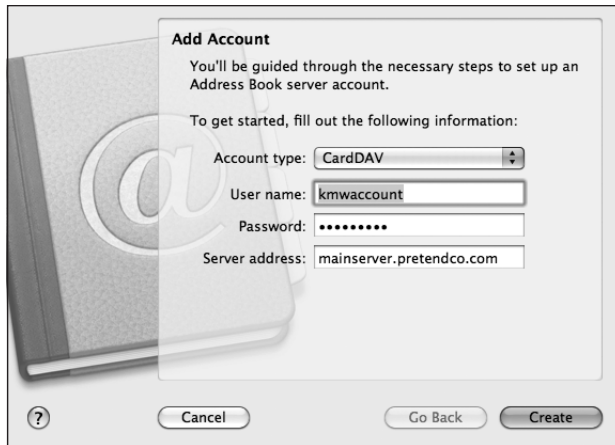 Add Account
You'll be guided through the necessary steps to set up an
Address Book server account.
To get started, fill out the following information:
Account type: CardDAV
User name: kmwaccount
Password: •••••••••
Server address: mainserver.pretendco.com
? Cancel Go Back Create